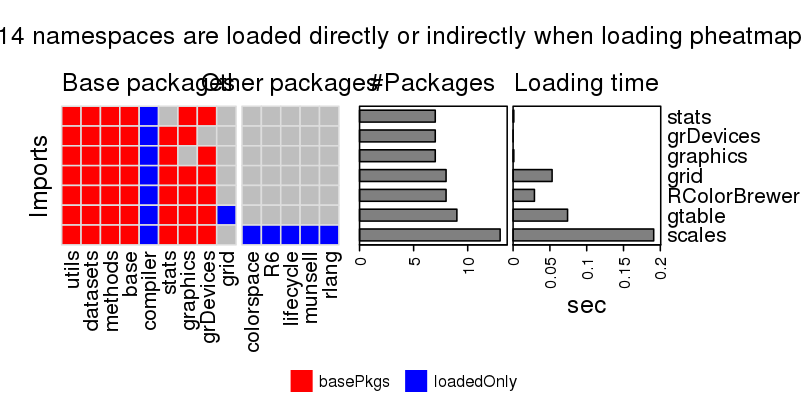 14 namespaces are loaded directly or indirectly when loading pheatmap
Base packages
Other packages
#Packages
Loading time
Imports
stats
grDevices
graphics
grid
RColorBrewer
gtable
scales
utils
datasets
methods
base
compiler
stats
graphics
grDevices
grid
colorspace
R6
lifecycle
munsell
rlang
0
5
10
0
0.05
0.1
0.15
0.2
sec
basePkgs
loadedOnly